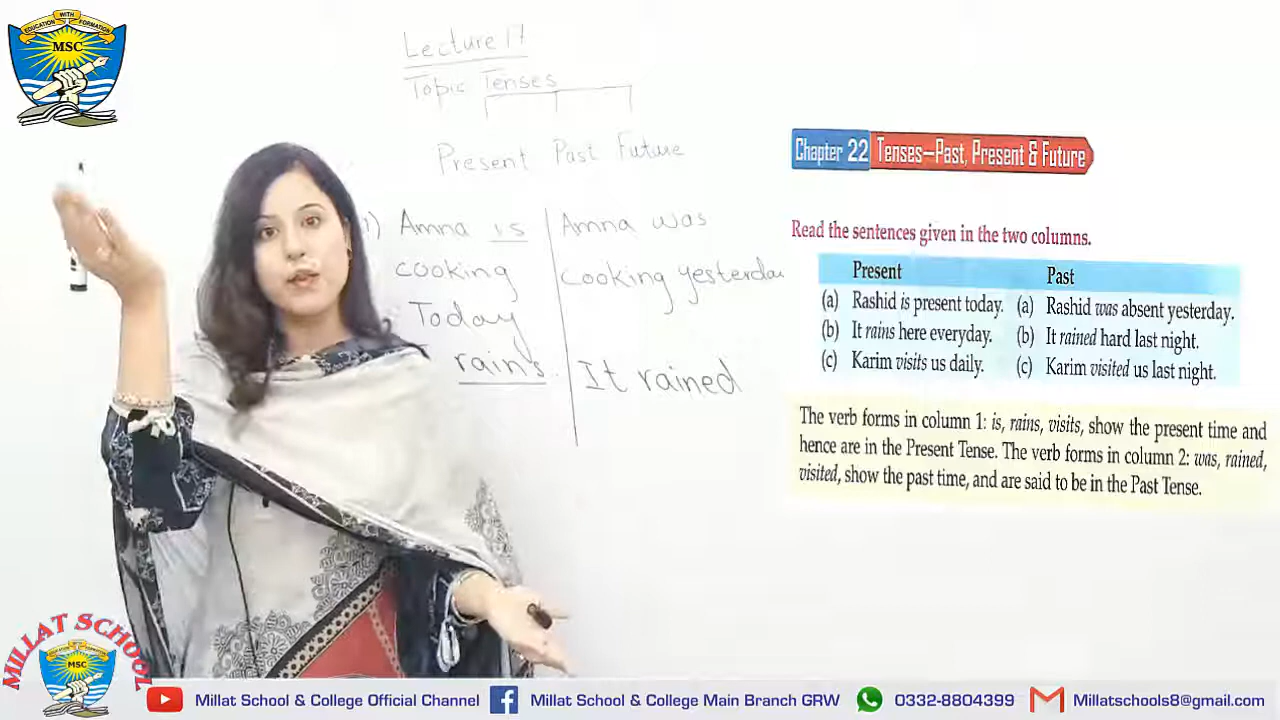 EDUCATION WITH FORMATION
MSC
Lecture 17
Topic Tenses
Present Past Future
1) Amna is
cooking
Today
rains.
Amna was
Cooking yesterday
It rained
Chapter 22 Tenses—Past, Present & Future
Read the sentences given in the two columns.
Present Past
(a) Rashid is present today. (a) Rashid was absent yesterday.
(b) It rains here everyday. (b) It rained hard last night.
(c) Karim visits us daily. (c) Karim visited us last night.
The verb forms in column 1: is, rains, visits, show the present time and
hence are in the Present Tense. The verb forms in column 2: was, rained,
visited, show the past time, and are said to be in the Past Tense.
MILLAT SCHOOL
MSC
Millat School & College Official Channel Millat School & College Main Branch GRW 0332-8804399 Millatschools8@gmail.com